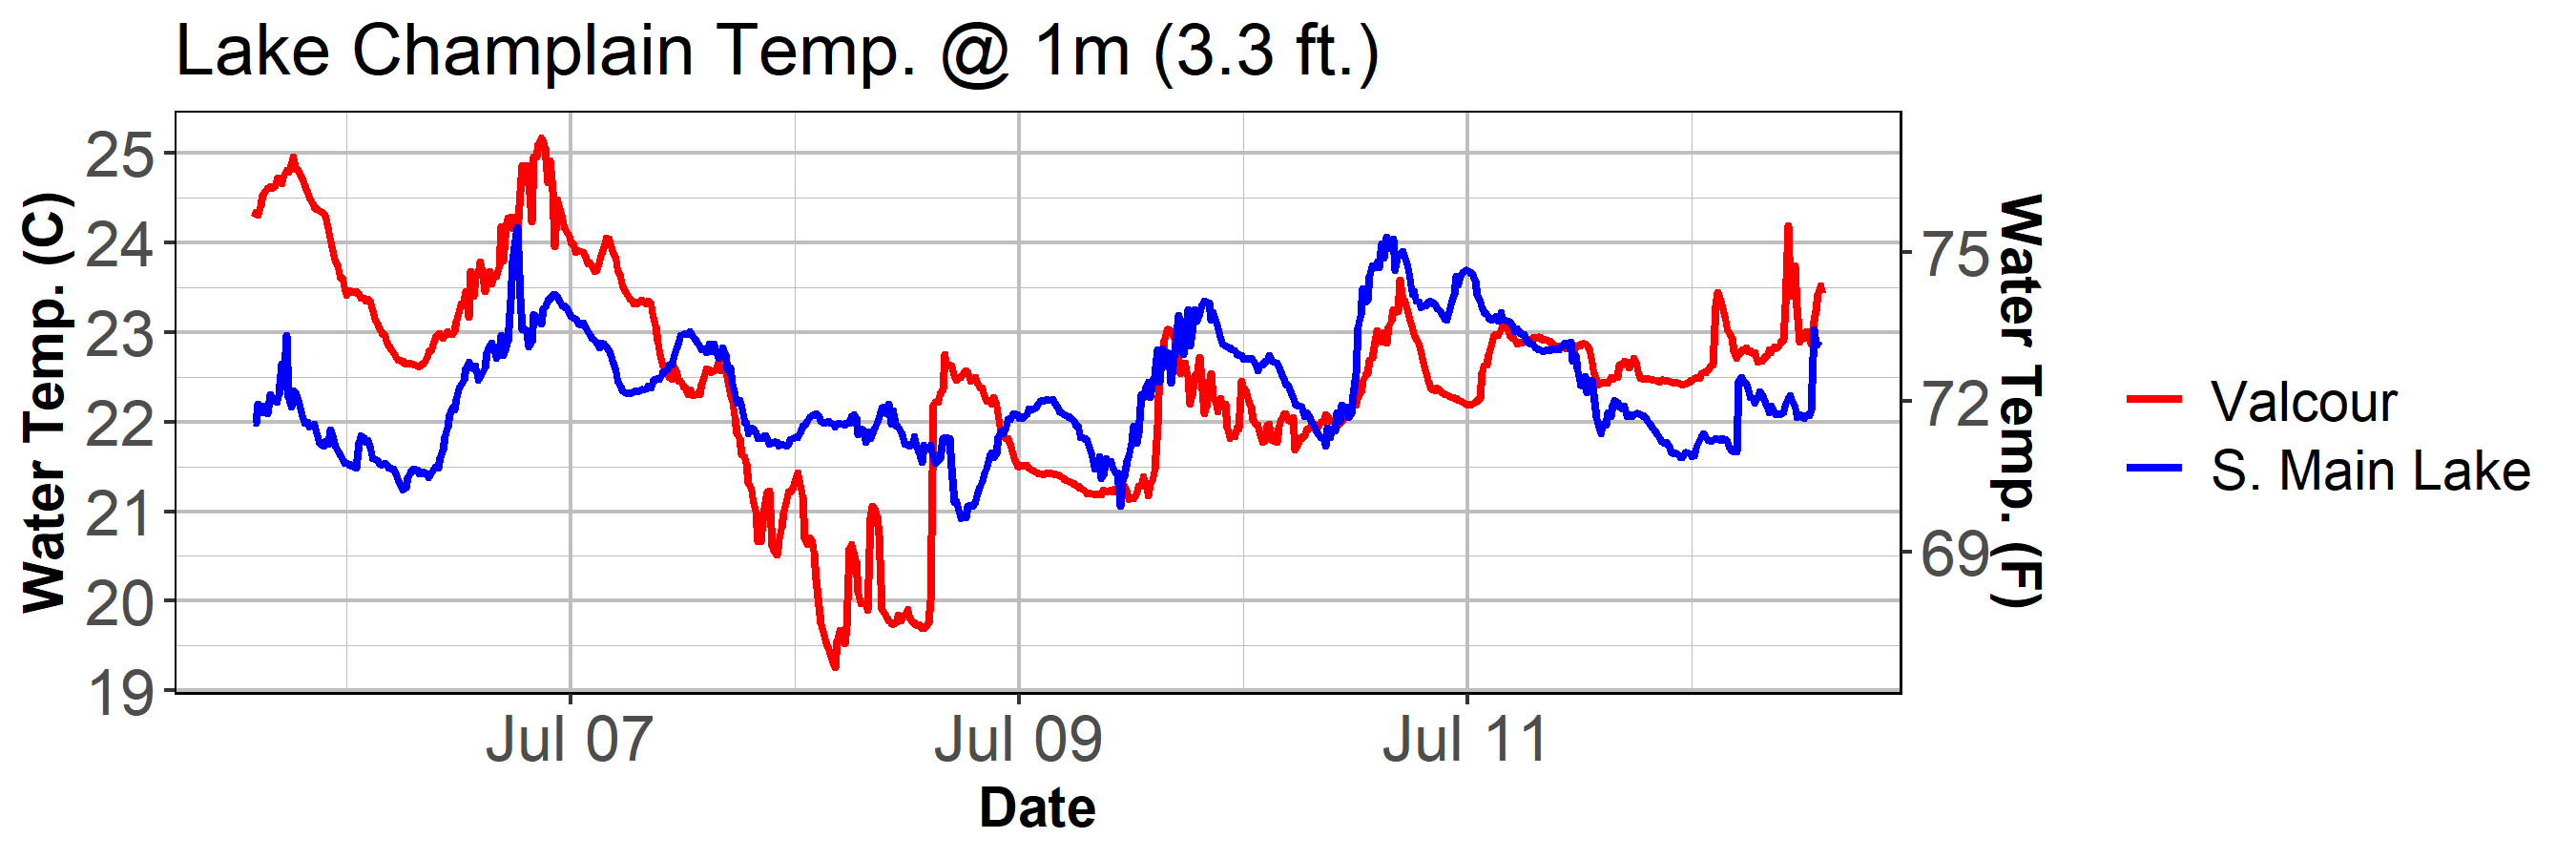 Lake Champlain Temp. @ 1m (3.3 ft.)
Water Temp. (C)
25
24
23
22
21
20
19
75
72
69
Water Temp. (F)
Jul 07
Jul 09
Jul 11
Date
Valcour
S. Main Lake